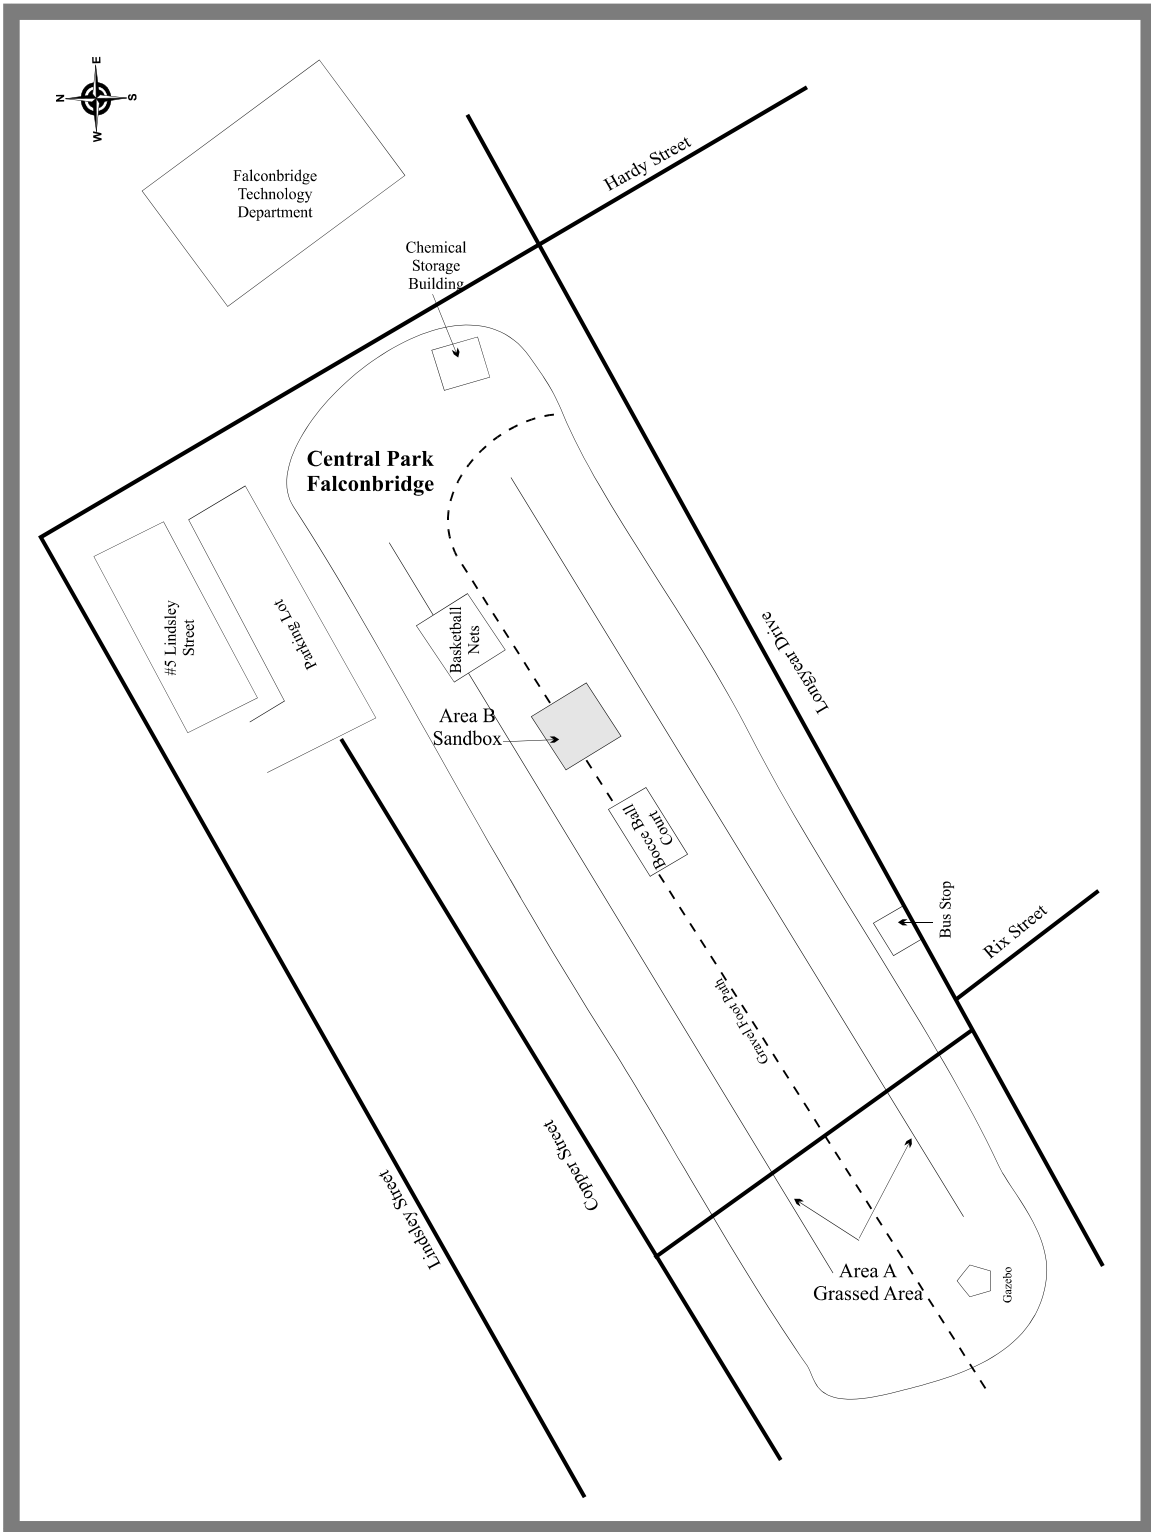 E
N
S
W
Hardy Street
Falconbridge
Technology
Department
Chemical
Storage
Building
Central Park
Falconbridge
#5 Lindsley
Street
Parking Lot
Basketball
Nets
Longyear Drive
Area B
Sandbox
Bocce Ball
Court
Bus Stop
Rix Street
Gravel Foot Path
Copper Street
Lindsley Street
Area A
Grassed Area
Gazebo